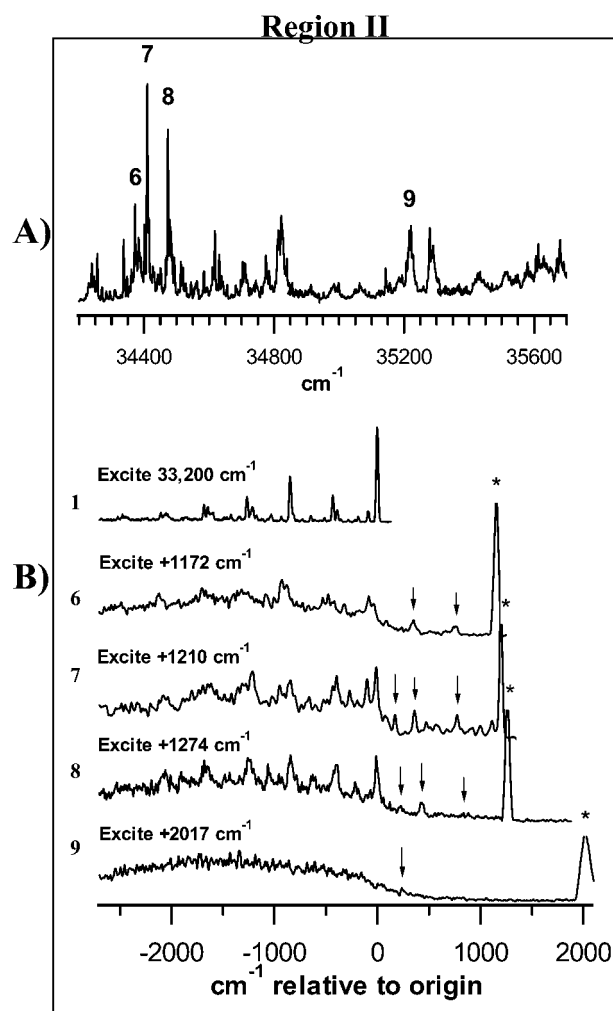 Region II
7
8
6
9
A)
34400 34800 35200 35600
cm-1
Excite 33,200 cm-1
*
1
Excite +1172 cm-1
*
B)
6
Excite +1210 cm-1
*
7
Excite +1274 cm-1
8
*
Excite +2017 cm-1
9
-2000 -1000 0 1000 2000
cm-1 relative to origin